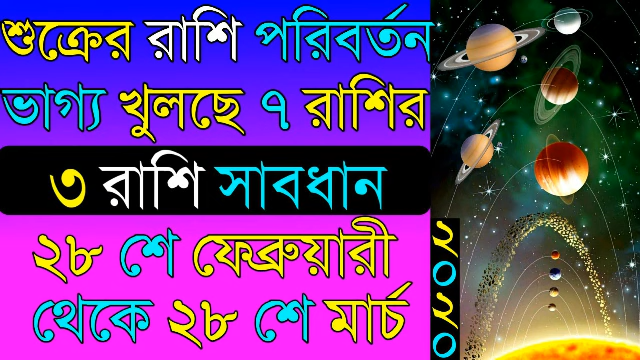 শুক্রের রাশি পরিবর্তন
ভাগ্য খুলছে ৭ রাশির
৩ রাশি সাবধান
২৮ শে ফেব্রুয়ারী
থেকে ২৮ শে মার্চ
২০২০